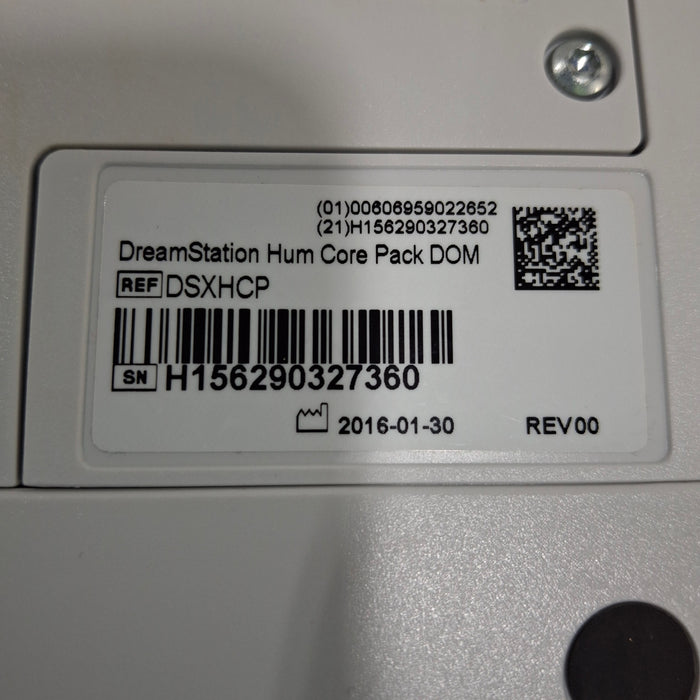 (01)00606959022652
(21)H156290327360
DreamStation Hum Core Pack DOM
REF DSXHCP
SN H156290327360
2016-01-30 REV00